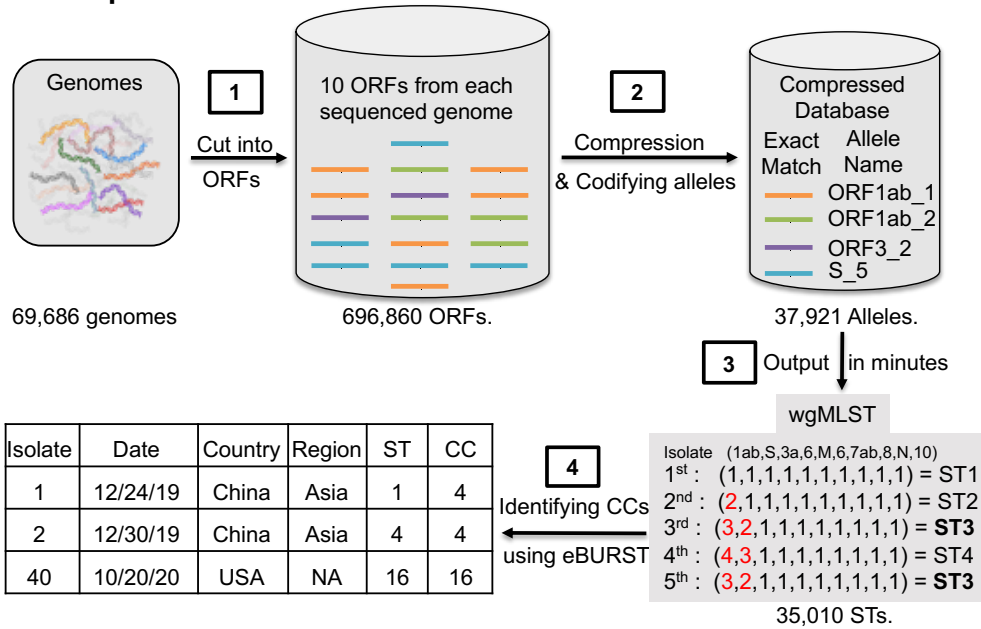 Genomes
69,686 genomes
1
Cut into
ORFs
10 ORFs from each
sequenced genome
696,860 ORFs.
2
Compression
& Codifying alleles
Compressed
Database
Exact Allele
Match Name
ORF1ab_1
ORF1ab_2
ORF3_2
S_5
37,921 Alleles.
3 Output in minutes
wgMLST
Isolate (1ab,S,3a,6,M,6,7ab,8,N,10)
1st : (1,1,1,1,1,1,1,1,1,1) = ST1
2nd : (2,1,1,1,1,1,1,1,1,1) = ST2
3rd : (3,2,1,1,1,1,1,1,1,1) = ST3
4th : (4,3,1,1,1,1,1,1,1,1) = ST4
5th : (3,2,1,1,1,1,1,1,1,1) = ST3
35,010 STs.
4
Identifying CCs
using eBURST
Isolate Date Country Region ST CC
1 12/24/19 China Asia 1 4
2 12/30/19 China Asia 4 4
40 10/20/20 USA NA 16 16